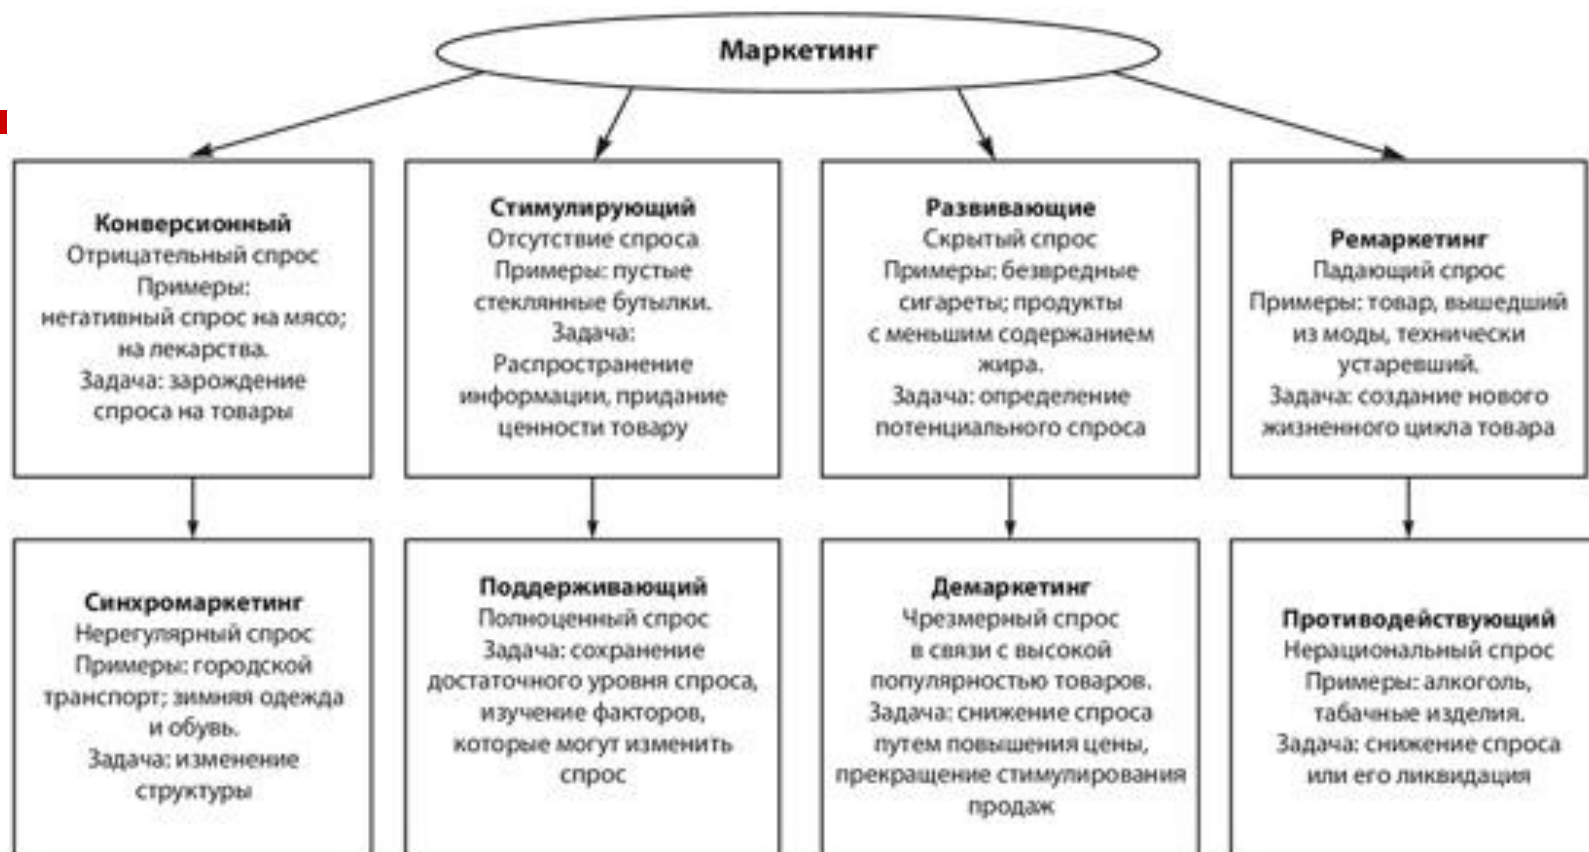 Маркетинг
Конверсионный
Отрицательный спрос
Примеры:
негативный спрос на мясо;
на лекарства.
Задача: зарождение
спроса на товары
Стимулирующий
Отсутствие спроса
Примеры: пустые
стеклянные бутылки.
Задача:
Распространение
информации, придание
ценности товару
Развивающие
Скрытый спрос
Примеры: безвредные
сигареты; продукты
с меньшим содержанием
жира.
Задача: определение
потенциального спроса
Ремаркетинг
Падающий спрос
Примеры: товар, вышедший
из моды, технически
устаревший.
Задача: создание нового
жизненного цикла товара
Синхромаркетинг
Нерегулярный спрос
Примеры: городской
транспорт; зимняя одежда
и обувь.
Задача: изменение
структуры
Поддерживающий
Полноценный спрос
Задача: сохранение
достаточного уровня спроса,
изучение факторов,
которые могут изменить
спрос
Демаркетинг
Чрезмерный спрос
в связи с высокой
популярностью товаров.
Задача: снижение спроса
путем повышения цены,
прекращение стимулирования
продаж
Противодействующий
Нерациональный спрос
Примеры: алкоголь,
табачные изделия.
Задача: снижение спроса
или его ликвидация